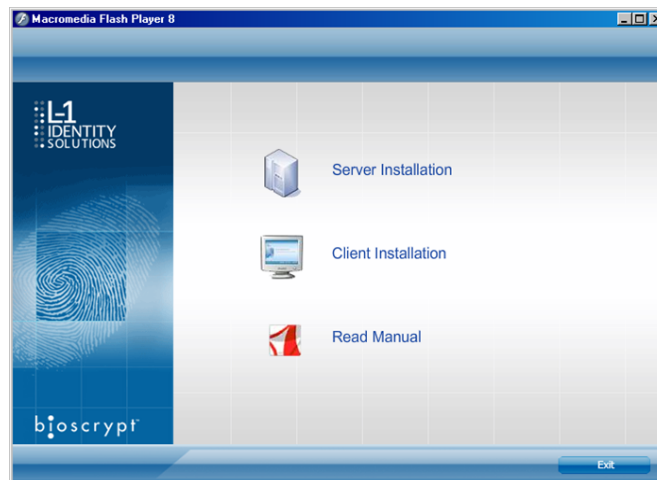 Macromedia Flash Player 8
L-1
IDENTITY
SOLUTIONS
Server Installation
Client Installation
Read Manual
bioscrypt
Exit